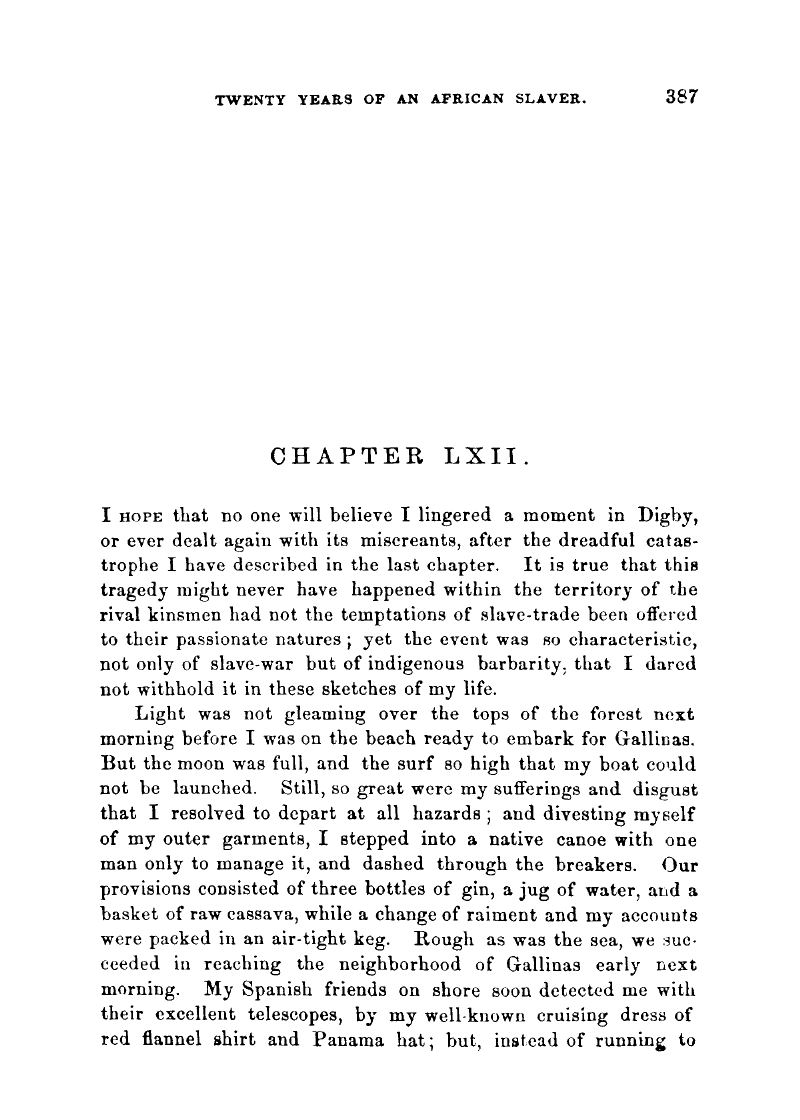 TWENTY YEARS OF AN AFRICAN SLAVER. 387
CHAPTER LXII.
I HOPE that no one will believe I lingered a moment in Digby,
or ever dealt again with its miscreants, after the dreadful catas-
trophe I have described in the last chapter. It is true that this
tragedy might never have happened within the territory of the
rival kinsmen had not the temptations of slave-trade been offered
to their passionate natures; yet the event was so characteristic,
not only of slave-war but of indigenous barbarity, that I dared
not withhold it in these sketches of my life.
Light was not gleaming over the tops of the forest next
morning before I was on the beach ready to embark for Gallinas.
But the moon was full, and the surf so high that my boat could
not be launched. Still, so great were my sufferings and disgust
that I resolved to depart at all hazards; and divesting myself
of my outer garments, I stepped into a native canoe with one
man only to manage it, and dashed through the breakers. Our
provisions consisted of three bottles of gin, a jug of water, and a
basket of raw cassava, while a change of raiment and my accounts
were packed in an air-tight keg. Rough as was the sea, we suc-
ceeded in reaching the neighborhood of Gallinas early next
morning. My Spanish friends on shore soon detected me with
their excellent telescopes, by my well-known cruising dress of
red flannel shirt and Panama hat; but, instead of running to